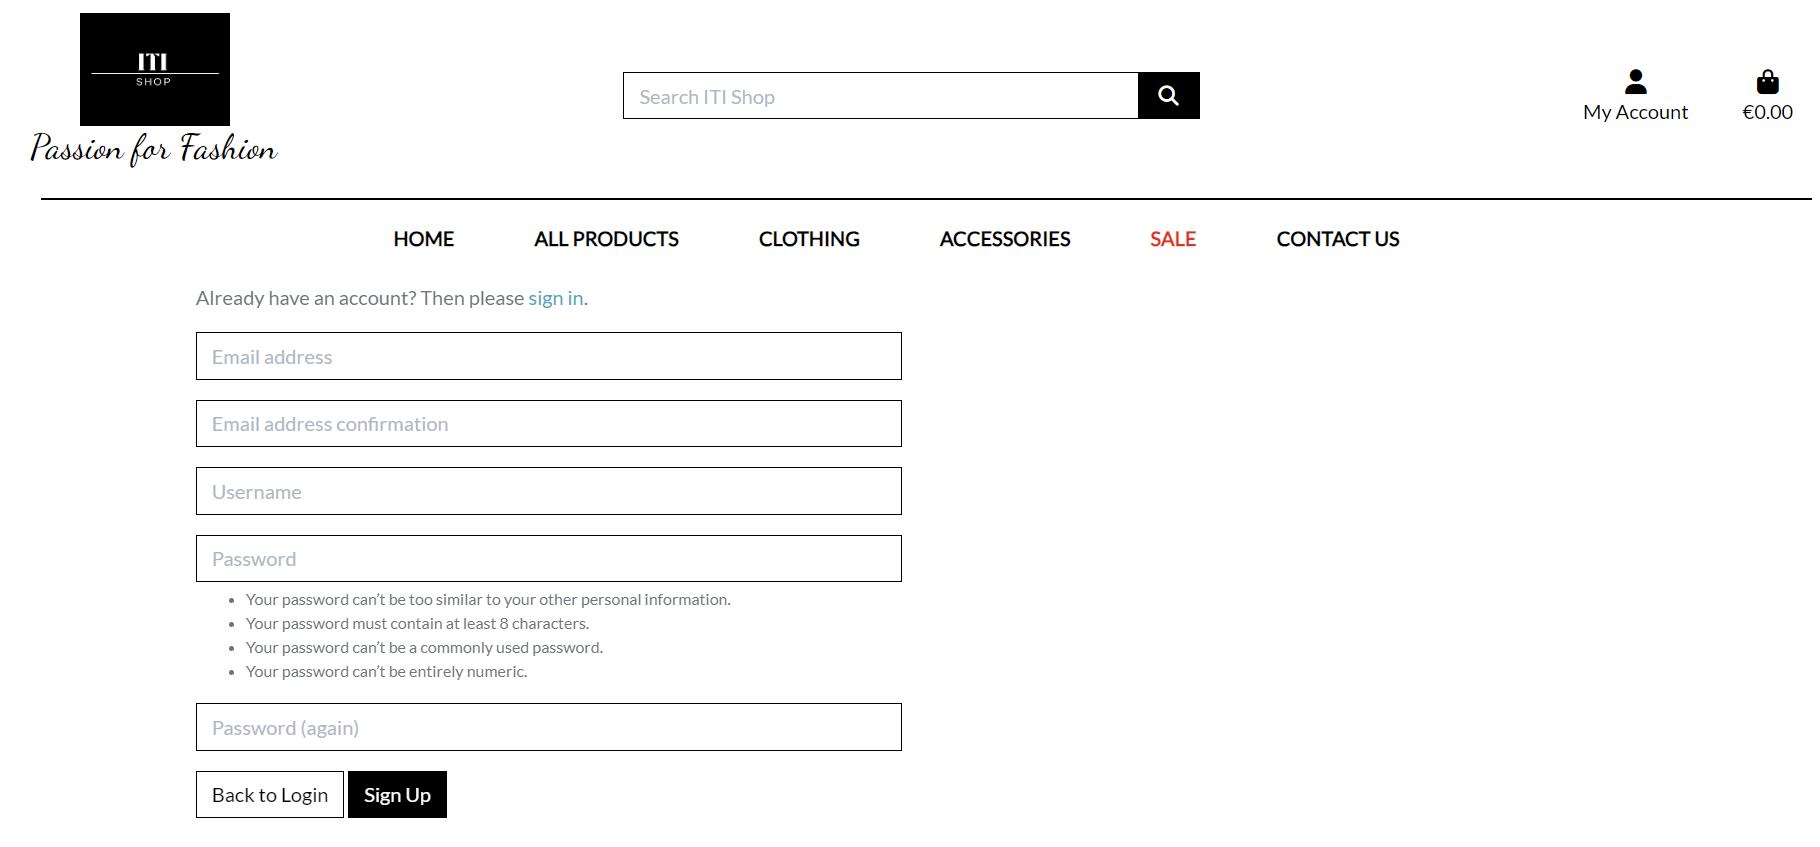 ITI
SHOP
Passion for Fashion
Search ITI Shop
My Account
€0.00
HOME ALL PRODUCTS CLOTHING ACCESSORIES SALE CONTACT US
Already have an account? Then please sign in.
Email address
Email address confirmation
Username
Password
• Your password can’t be too similar to your other personal information.
• Your password must contain at least 8 characters.
• Your password can’t be a commonly used password.
• Your password can’t be entirely numeric.
Password (again)
Back to Login Sign Up